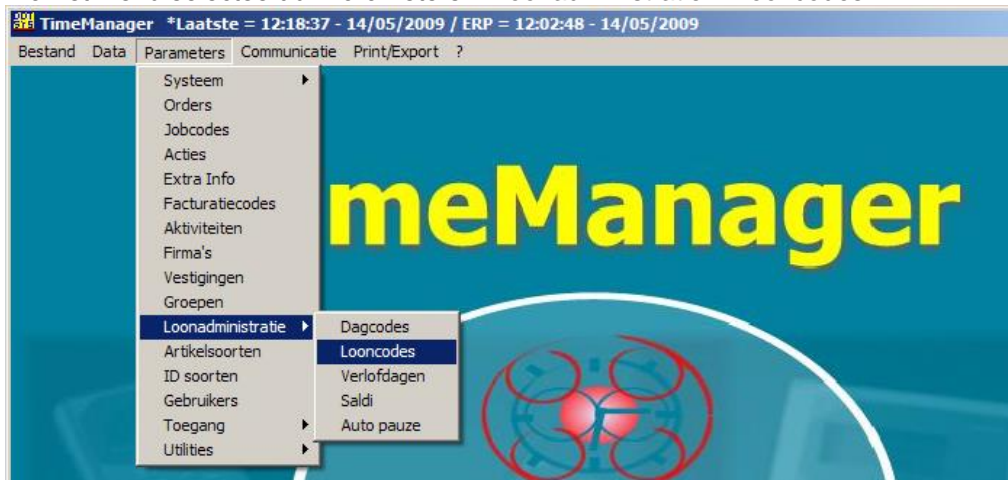 TimeManager *Laatste = 12:18:37 - 14/05/2009 / ERP = 12:02:48 - 14/05/2009
Bestand Data Parameters Communicatie Print/Export ?
Systeem
Orders
Jobcodes
Acties
Extra Info
Facturatiecodes
Aktiviteiten
Firma's
Vestigingen
Groepen
Loonadministratie
Artikelsoorten
ID soorten
Gebruikers
Toegang
Utilities
Dagcodes
Looncodes
Verlofdagen
Saldi
Auto pauze
meManager